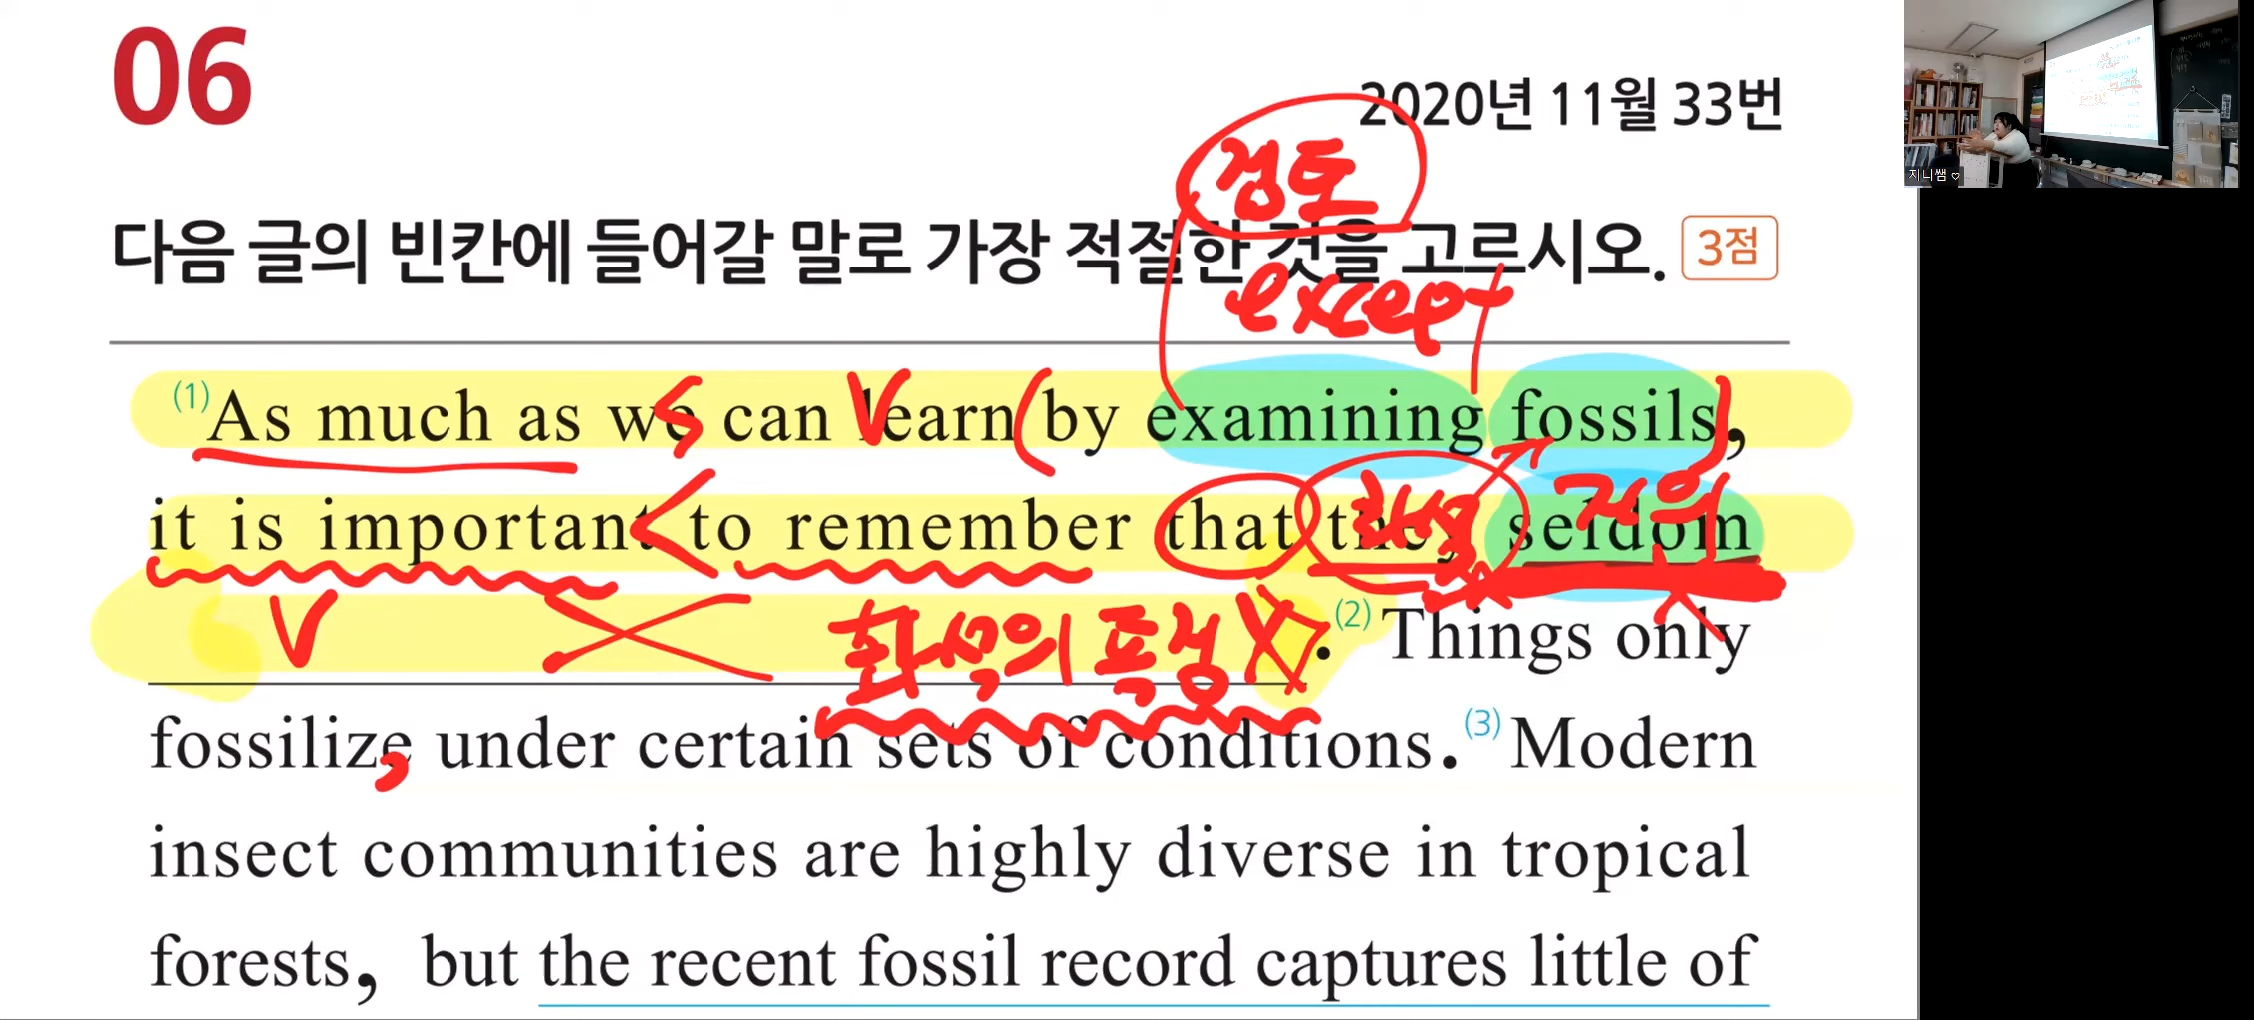 06
2020년 11월 33번
검토
다음 글의 빈칸에 들어갈 말로 가장 적절한 것을 고르시오. 3점
except
(1) As much as we can learn by examining fossils,
it is important to remember that they seldom
화석 거의
화석의 특징 X
. (2) Things only
fossilize under certain sets of conditions. (3) Modern
insect communities are highly diverse in tropical
forests, but the recent fossil record captures little of
지니쌤 ♡